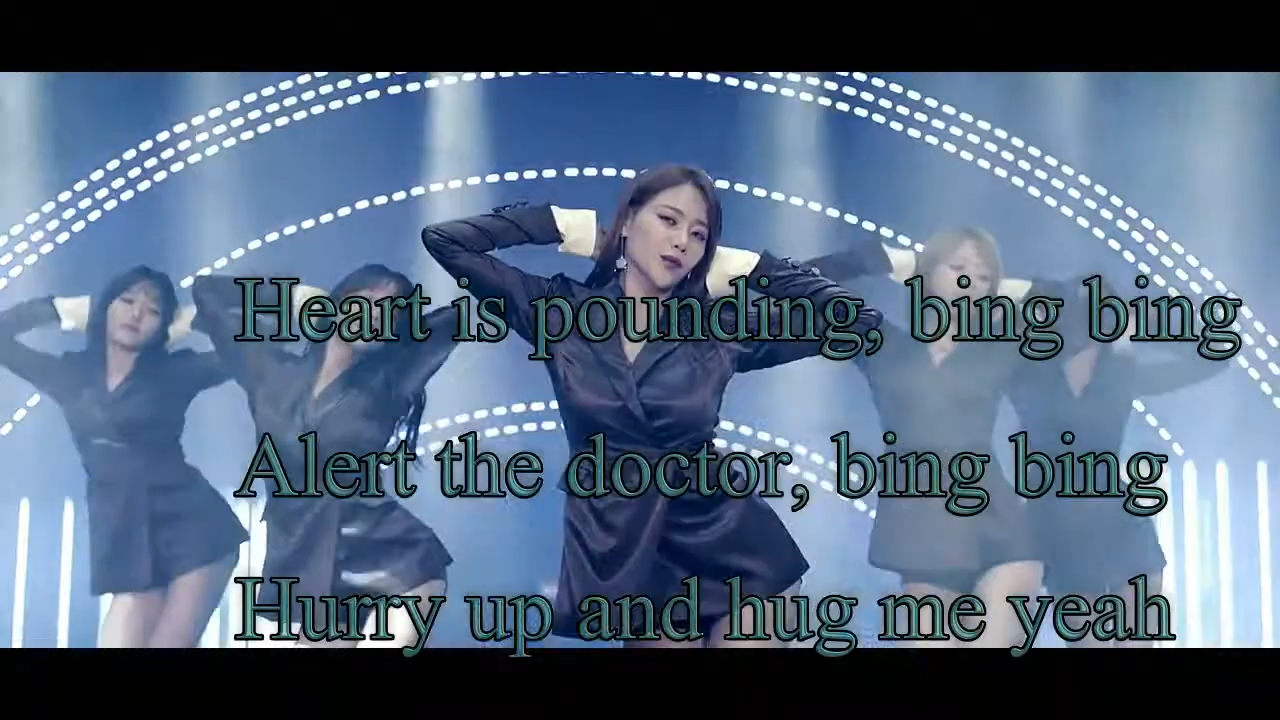 Heart is pounding, bing bing
Alert the doctor, bing bing
Hurry up and hug me yeah